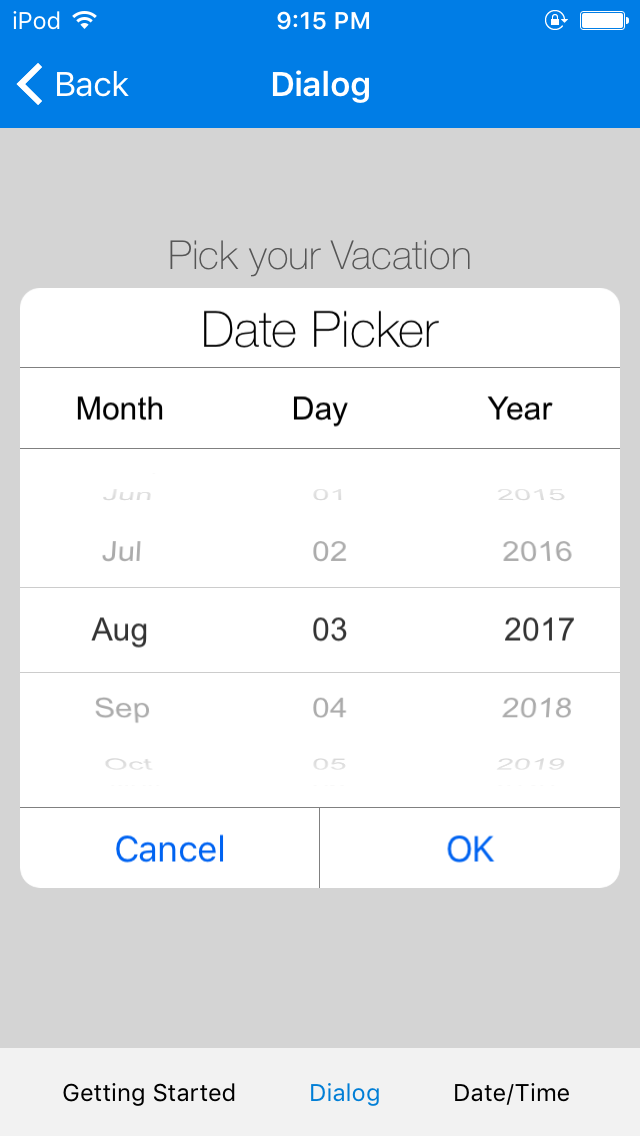 iPod 9:15 PM
Back Dialog
Pick your Vacation
Date Picker
Month Day Year
Jun 01 2015
Jul 02 2016
Aug 03 2017
Sep 04 2018
Oct 05 2019
Cancel OK
Getting Started Dialog Date/Time